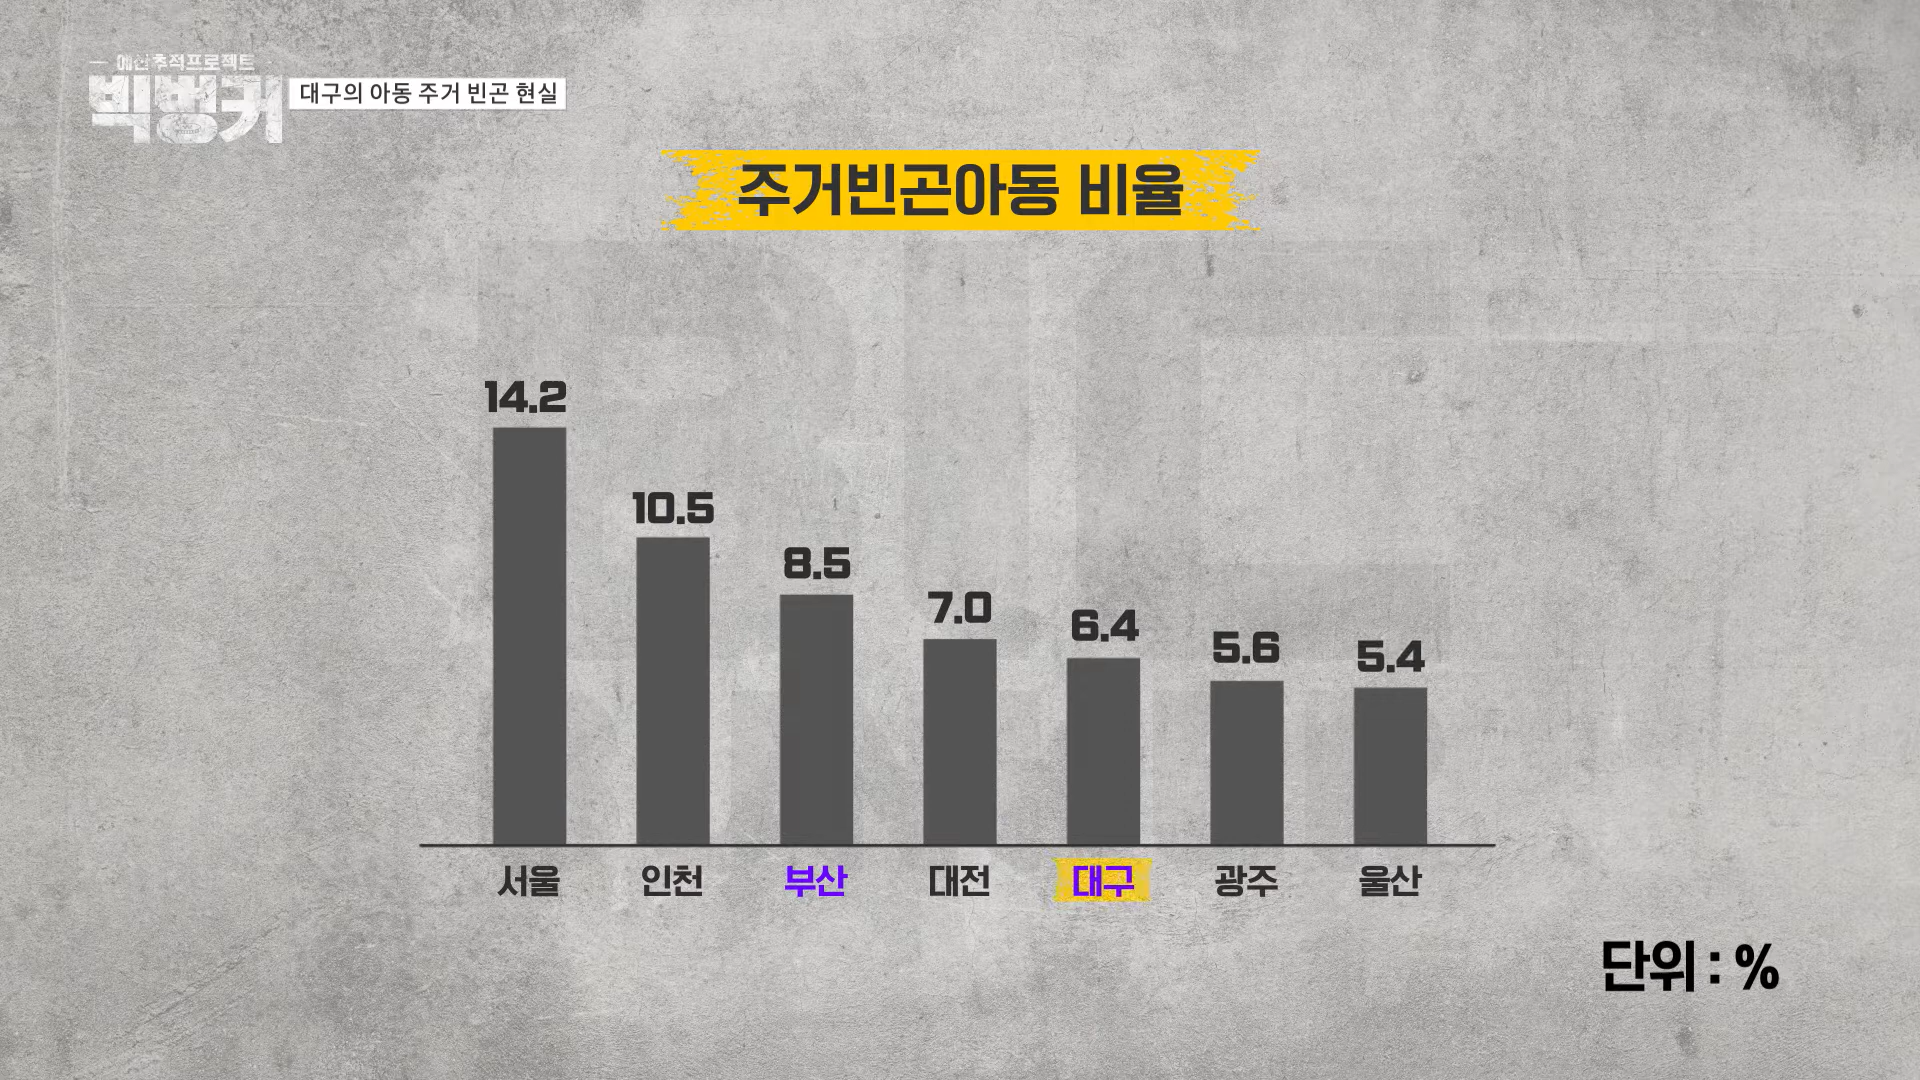 예산추적프로젝트
빅벙커
대구의 아동 주거 빈곤 현실
주거빈곤아동 비율
14.2
10.5
8.5
7.0
6.4
5.6
5.4
서울 인천 부산 대전 대구 광주 울산
단위 : %